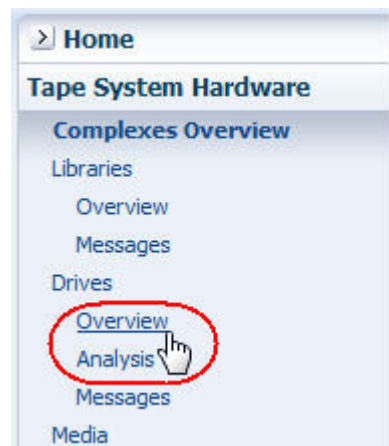 Home
Tape System Hardware
Complexes Overview
Libraries
Overview
Messages
Drives
Overview
Analysis
Messages
Media